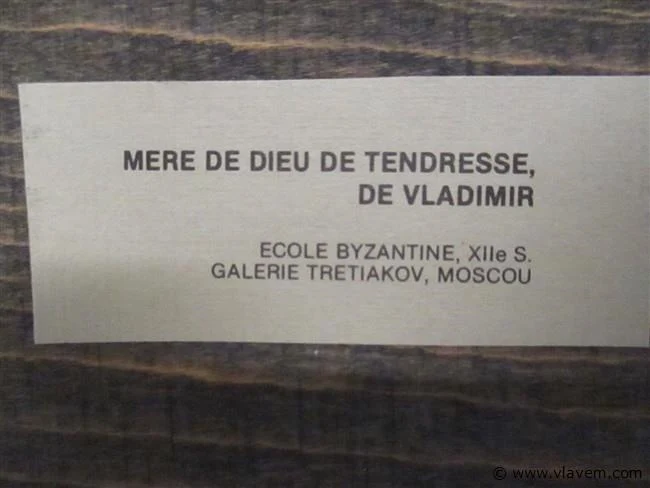 MERE DE DIEU DE TENDRESSE,
DE VLADIMIR
ECOLE BYZANTINE, XIIe S.
GALERIE TRETIAKOV, MOSCOU
© www.vlavem.com